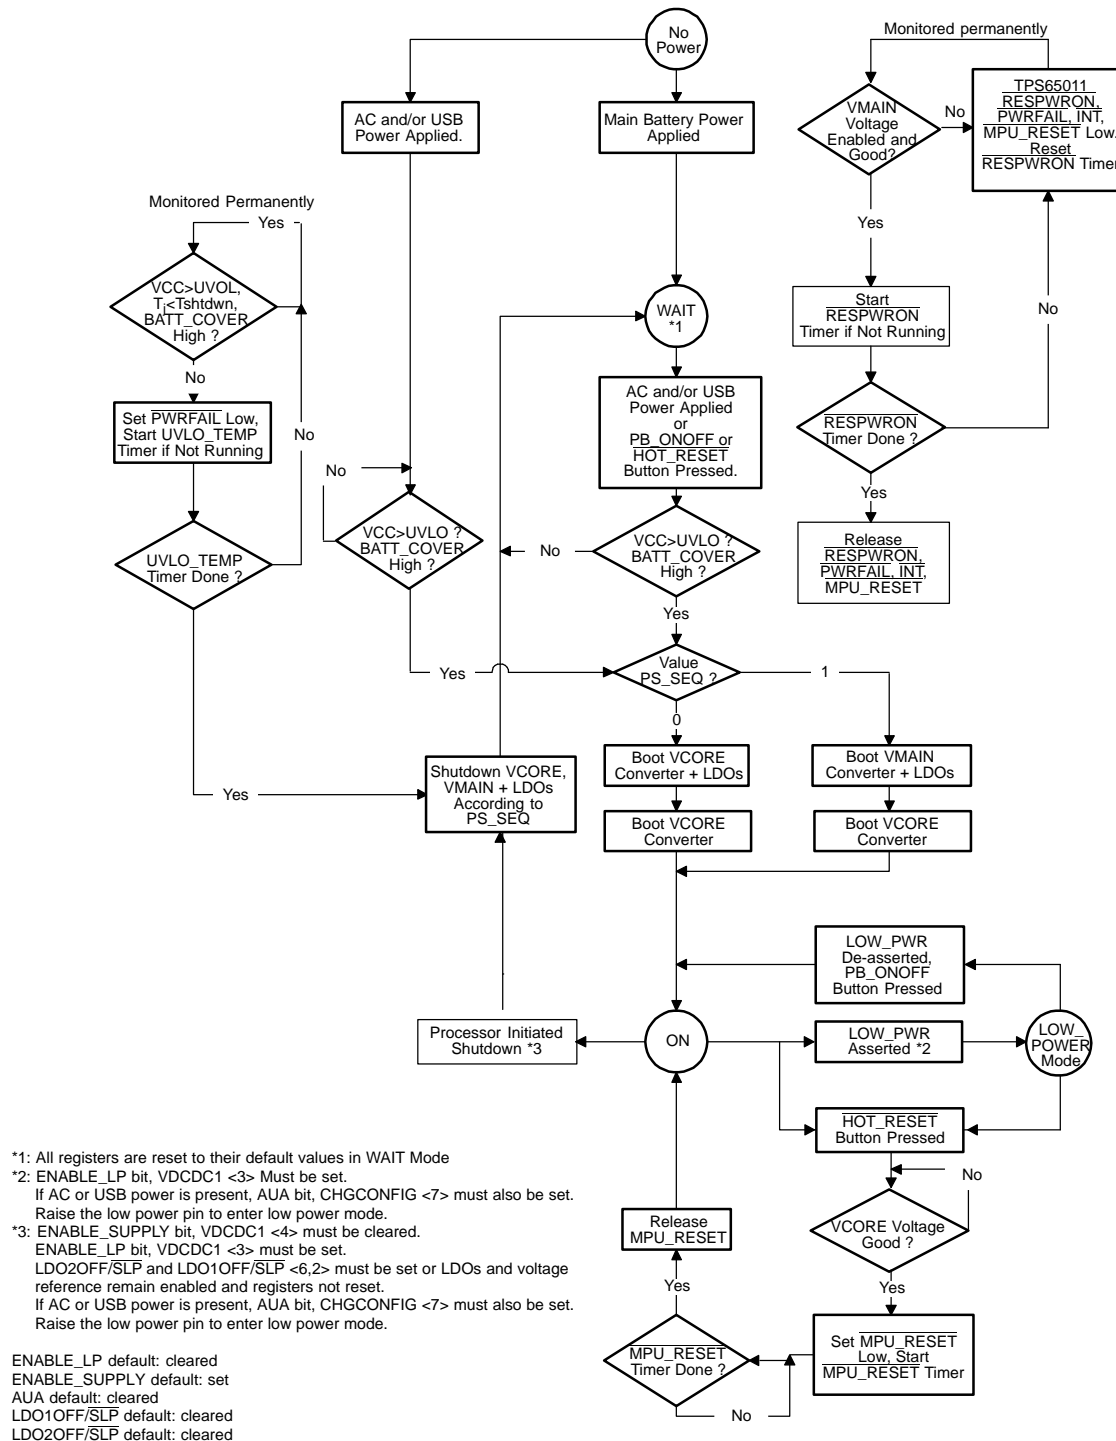 No
Power
Monitored permanently
AC and/or USB
Power Applied.
Main Battery Power
Applied
VMAIN
Voltage
Enabled and
Good?
No
TPS65011
RESPWRON,
PWRFAIL, INT,
MPU_RESET Low.
Reset
RESPWRON Timer
Monitored Permanently
Yes
Yes
VCC>UVOL,
Tj<Tshtdwn,
BATT_COVER
High ?
WAIT
*1
Start
RESPWRON
Timer if Not Running
No
No
AC and/or USB
Power Applied
or
PB_ONOFF or
HOT_RESET
Button Pressed.
Set PWRFAIL Low,
Start UVLO_TEMP
Timer if Not Running
No
RESPWRON
Timer Done ?
No
Yes
VCC>UVLO ?
BATT_COVER
High ?
No
VCC>UVLO ?
BATT_COVER
High ?
Release
RESPWRON,
PWRFAIL, INT,
MPU_RESET
UVLO_TEMP
Timer Done ?
Yes
Yes
Value
PS_SEQ ?
1
0
Boot VCORE
Converter + LDOs
Boot VMAIN
Converter + LDOs
Yes
Shutdown VCORE,
VMAIN + LDOs
According to
PS_SEQ
Boot VCORE
Converter
Boot VCORE
Converter
LOW_PWR
De-asserted,
PB_ONOFF
Button Pressed
Processor Initiated
Shutdown *3
ON
LOW_PWR
Asserted *2
LOW_
POWER
Mode
HOT_RESET
Button Pressed
No
*1: All registers are reset to their default values in WAIT Mode
*2: ENABLE_LP bit, VDCDC1 <3> Must be set.
If AC or USB power is present, AUA bit, CHGCONFIG <7> must also be set.
Raise the low power pin to enter low power mode.
*3: ENABLE_SUPPLY bit, VDCDC1 <4> must be cleared.
ENABLE_LP bit, VDCDC1 <3> must be set.
LDO2OFF/SLP and LDO1OFF/SLP <6,2> must be set or LDOs and voltage
reference remain enabled and registers not reset.
If AC or USB power is present, AUA bit, CHGCONFIG <7> must also be set.
Raise the low power pin to enter low power mode.
Release
MPU_RESET
VCORE Voltage
Good ?
Yes
Yes
MPU_RESET
Timer Done ?
Set MPU_RESET
Low, Start
MPU_RESET Timer
No
ENABLE_LP default: cleared
ENABLE_SUPPLY default: set
AUA default: cleared
LDO1OFF/SLP default: cleared
LDO2OFF/SLP default: cleared